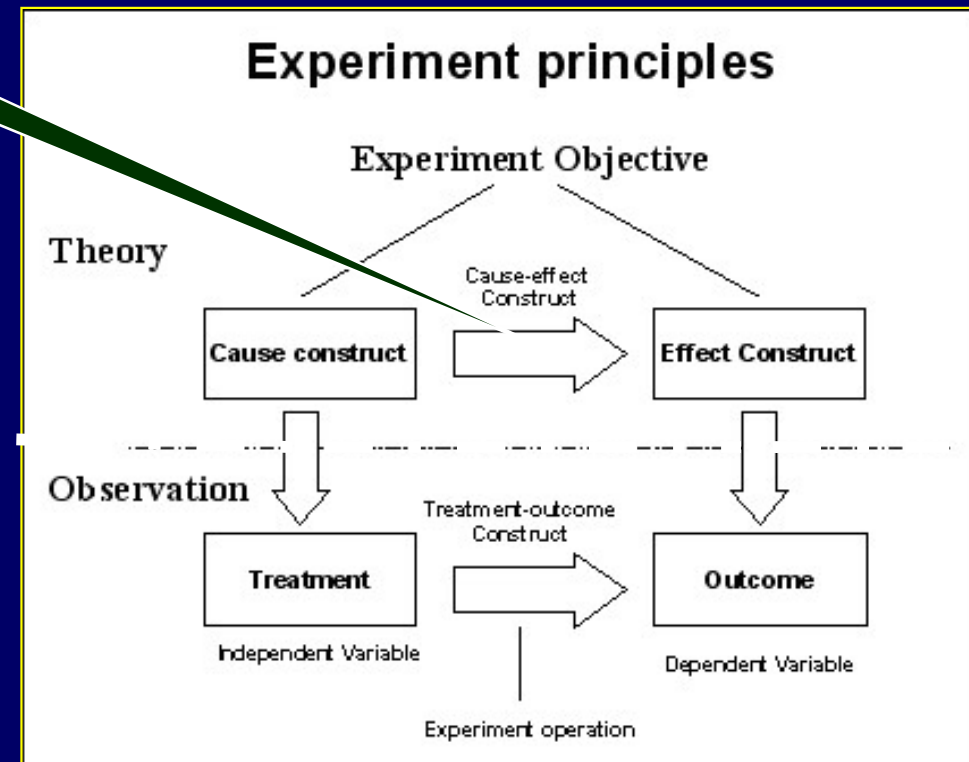 Experiment principles
Experiment Objective
Theory
Cause-effect
Construct
Cause construct
Effect Construct
Observation
Treatment-outcome
Construct
Treatment
Outcome
Independent Variable
Dependent Variable
Experiment operation